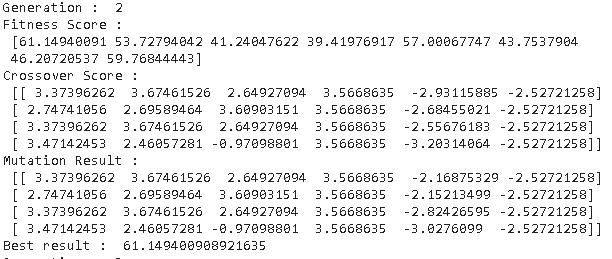 Generation :  2
Fitness Score :
 [61.14940091 53.72794042 41.24047622 39.41976917 57.00067747 43.7537904
 46.20720537 59.76844443]
Crossover Score :
 [[ 3.37396262  3.67461526  2.64927094  3.5668635  -2.93115885 -2.52721258]
 [ 2.74741056  2.69589464  3.60903151  3.5668635  -2.68455021 -2.52721258]
 [ 3.37396262  3.67461526  2.64927094  3.5668635  -2.55676183 -2.52721258]
 [ 3.47142453  2.46057281 -0.97098801  3.5668635  -3.20314064 -2.52721258]]
Mutation Result :
 [[ 3.37396262  3.67461526  2.64927094  3.5668635  -2.16875329 -2.52721258]
 [ 2.74741056  2.69589464  3.60903151  3.5668635  -2.15213499 -2.52721258]
 [ 3.37396262  3.67461526  2.64927094  3.5668635  -2.82426595 -2.52721258]
 [ 3.47142453  2.46057281 -0.97098801  3.5668635  -3.0276099  -2.52721258]]
Best result :  61.149400908921635